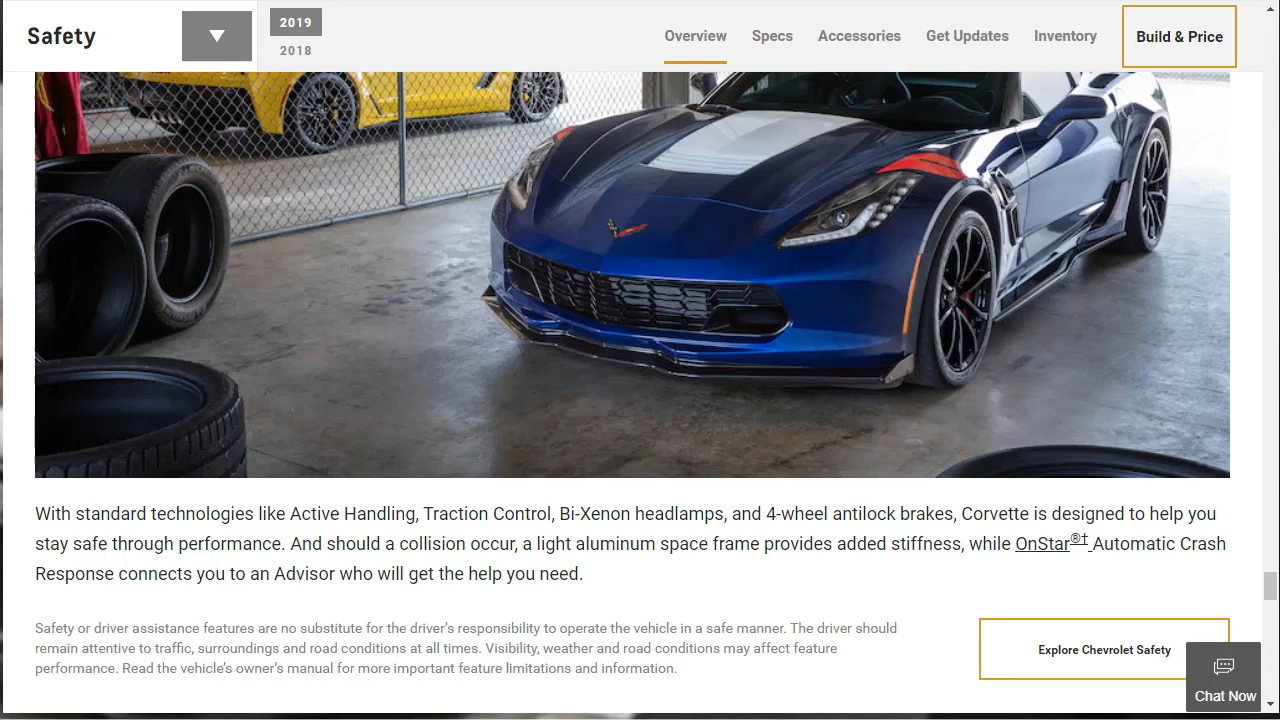 Safety
2019
2018
Overview Specs Accessories Get Updates Inventory Build & Price
With standard technologies like Active Handling, Traction Control, Bi-Xenon headlamps, and 4-wheel antilock brakes, Corvette is designed to help you
stay safe through performance. And should a collision occur, a light aluminum space frame provides added stiffness, while OnStar®† Automatic Crash
Response connects you to an Advisor who will get the help you need.
Safety or driver assistance features are no substitute for the driver’s responsibility to operate the vehicle in a safe manner. The driver should
remain attentive to traffic, surroundings and road conditions at all times. Visibility, weather and road conditions may affect feature
performance. Read the vehicle’s owner’s manual for more important feature limitations and information.
Explore Chevrolet Safety
Chat Now